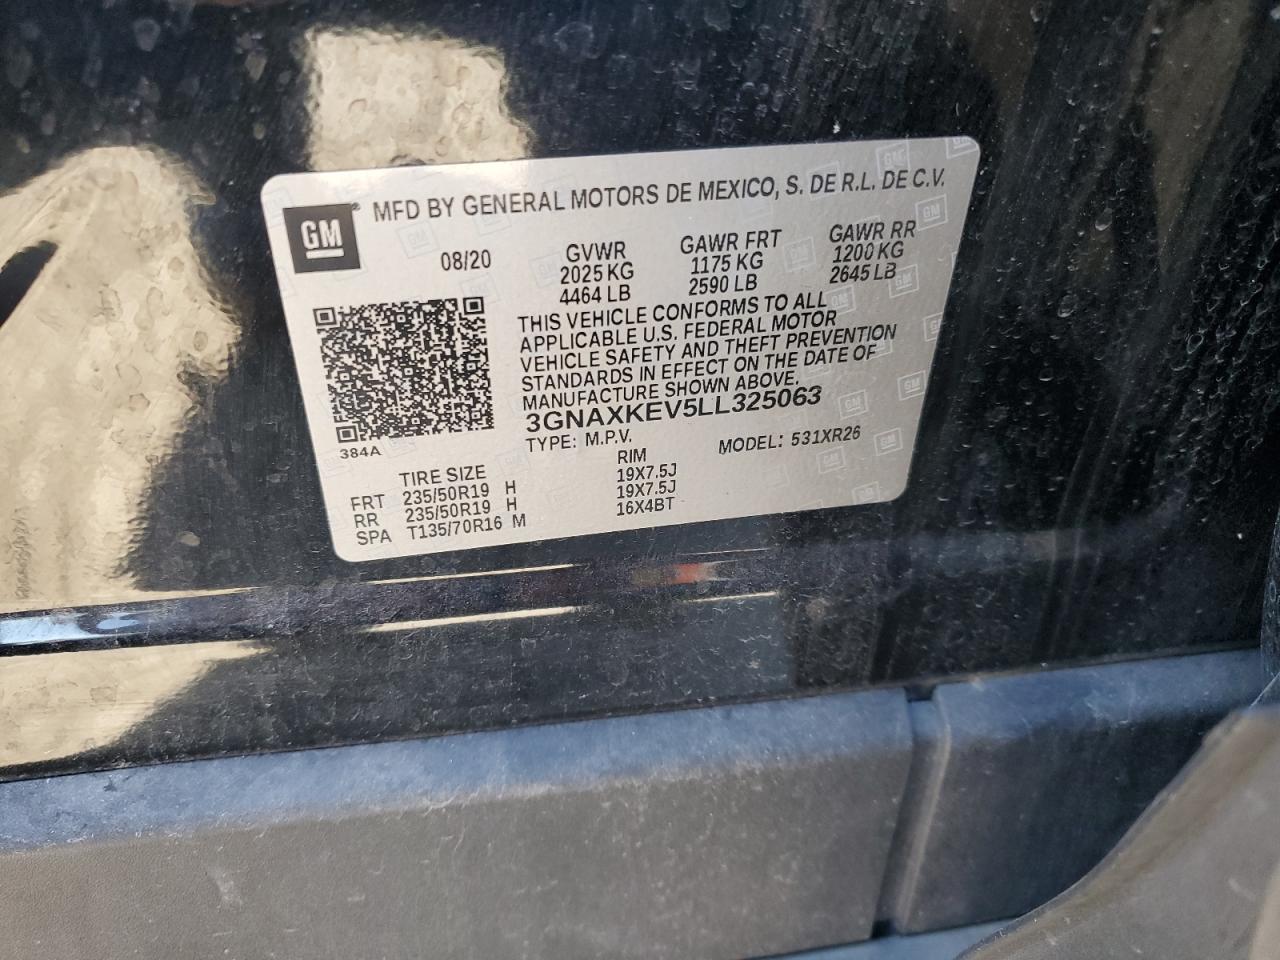 GM
MFD BY GENERAL MOTORS DE MEXICO, S. DE R.L. DE C.V.
08/20 GVWR GAWR FRT GAWR RR
2025 KG 1175 KG 1200 KG
4464 LB 2590 LB 2645 LB
THIS VEHICLE CONFORMS TO ALL
APPLICABLE U.S. FEDERAL MOTOR
VEHICLE SAFETY AND THEFT PREVENTION
STANDARDS IN EFFECT ON THE DATE OF
MANUFACTURE SHOWN ABOVE.
3GNAXKEV5LL325063
384A TYPE: M.P.V. MODEL: 531XR26
TIRE SIZE RIM
FRT 235/50R19 H 19X7.5J
RR 235/50R19 H 19X7.5J
SPA T135/70R16 M 16X4BT